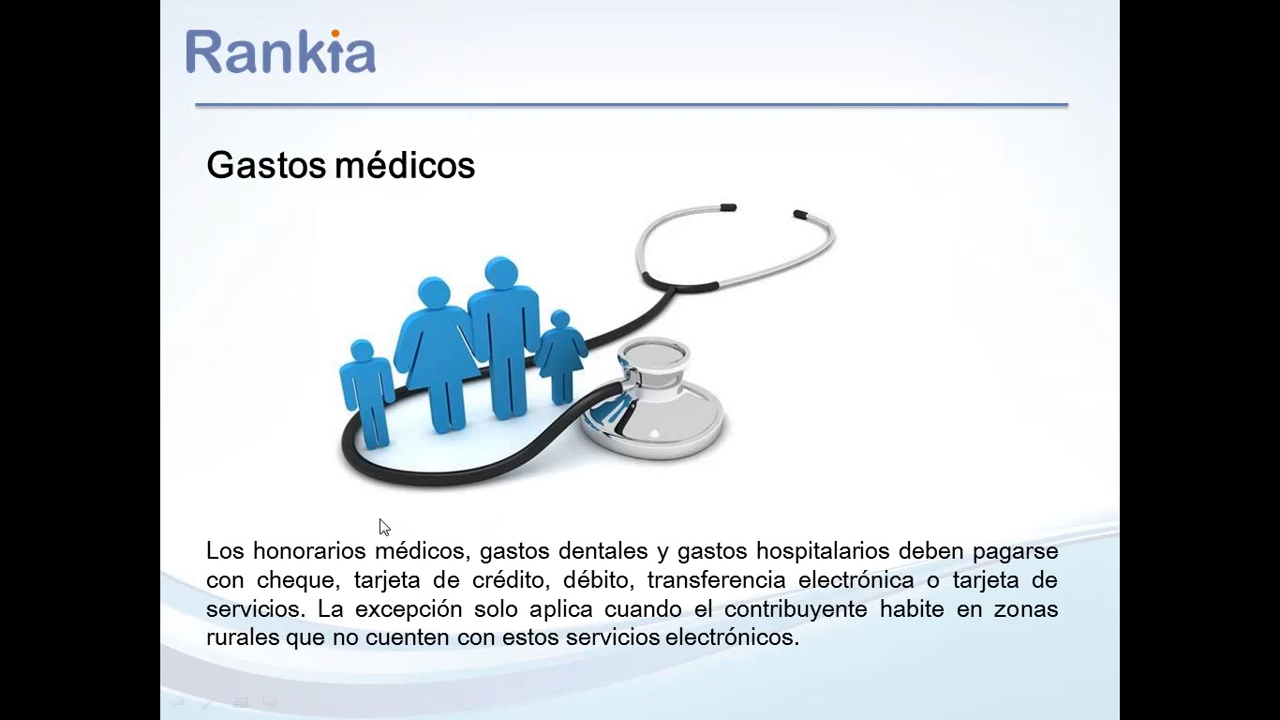 Rankia
Gastos médicos
Los honorarios médicos, gastos dentales y gastos hospitalarios deben pagarse
con cheque, tarjeta de crédito, débito, transferencia electrónica o tarjeta de
servicios. La excepción solo aplica cuando el contribuyente habite en zonas
rurales que no cuenten con estos servicios electrónicos.